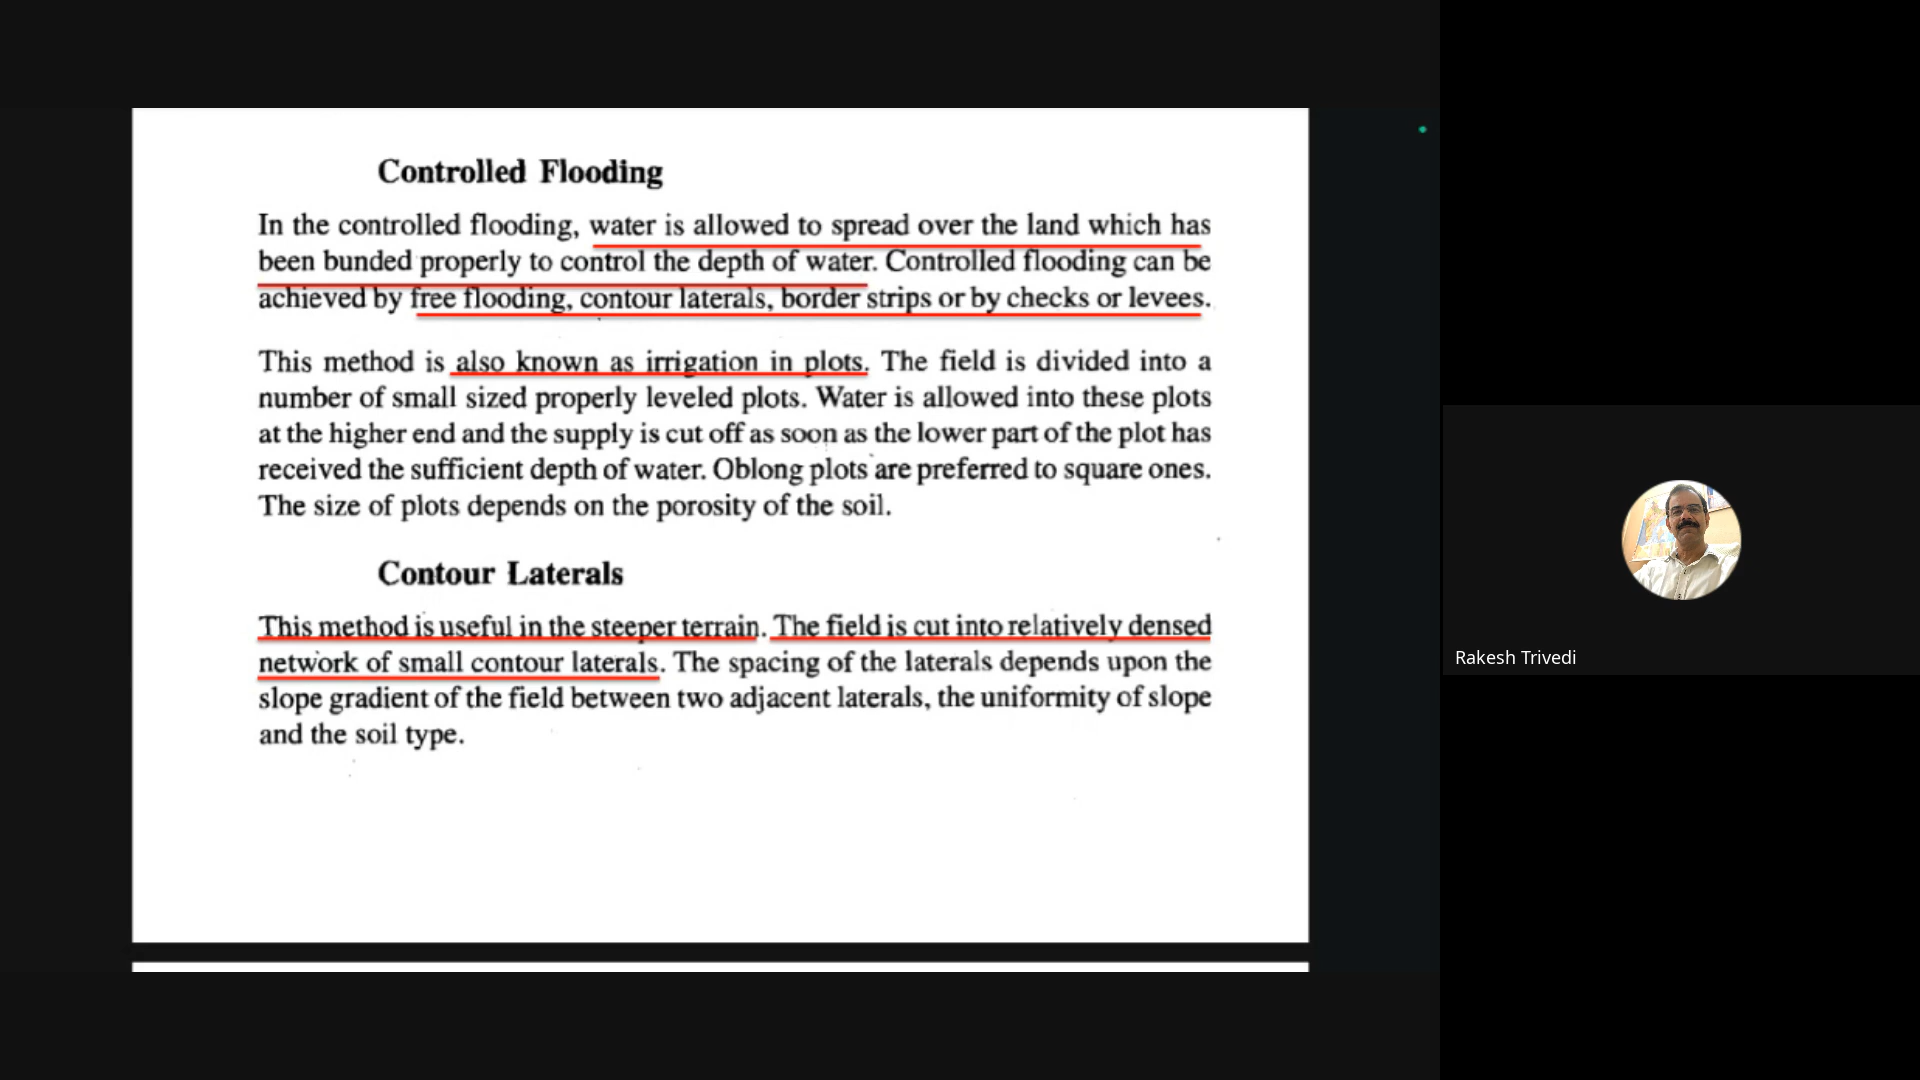 Controlled Flooding
In the controlled flooding, water is allowed to spread over the land which has
been bunded properly to control the depth of water. Controlled flooding can be
achieved by free flooding, contour laterals, border strips or by checks or levees.
This method is also known as irrigation in plots. The field is divided into a
number of small sized properly leveled plots. Water is allowed into these plots
at the higher end and the supply is cut off as soon as the lower part of the plot has
received the sufficient depth of water. Oblong plots are preferred to square ones.
The size of plots depends on the porosity of the soil.
Contour Laterals
This method is useful in the steeper terrain. The field is cut into relatively densed
network of small contour laterals. The spacing of the laterals depends upon the
slope gradient of the field between two adjacent laterals, the uniformity of slope
and the soil type.
Rakesh Trivedi